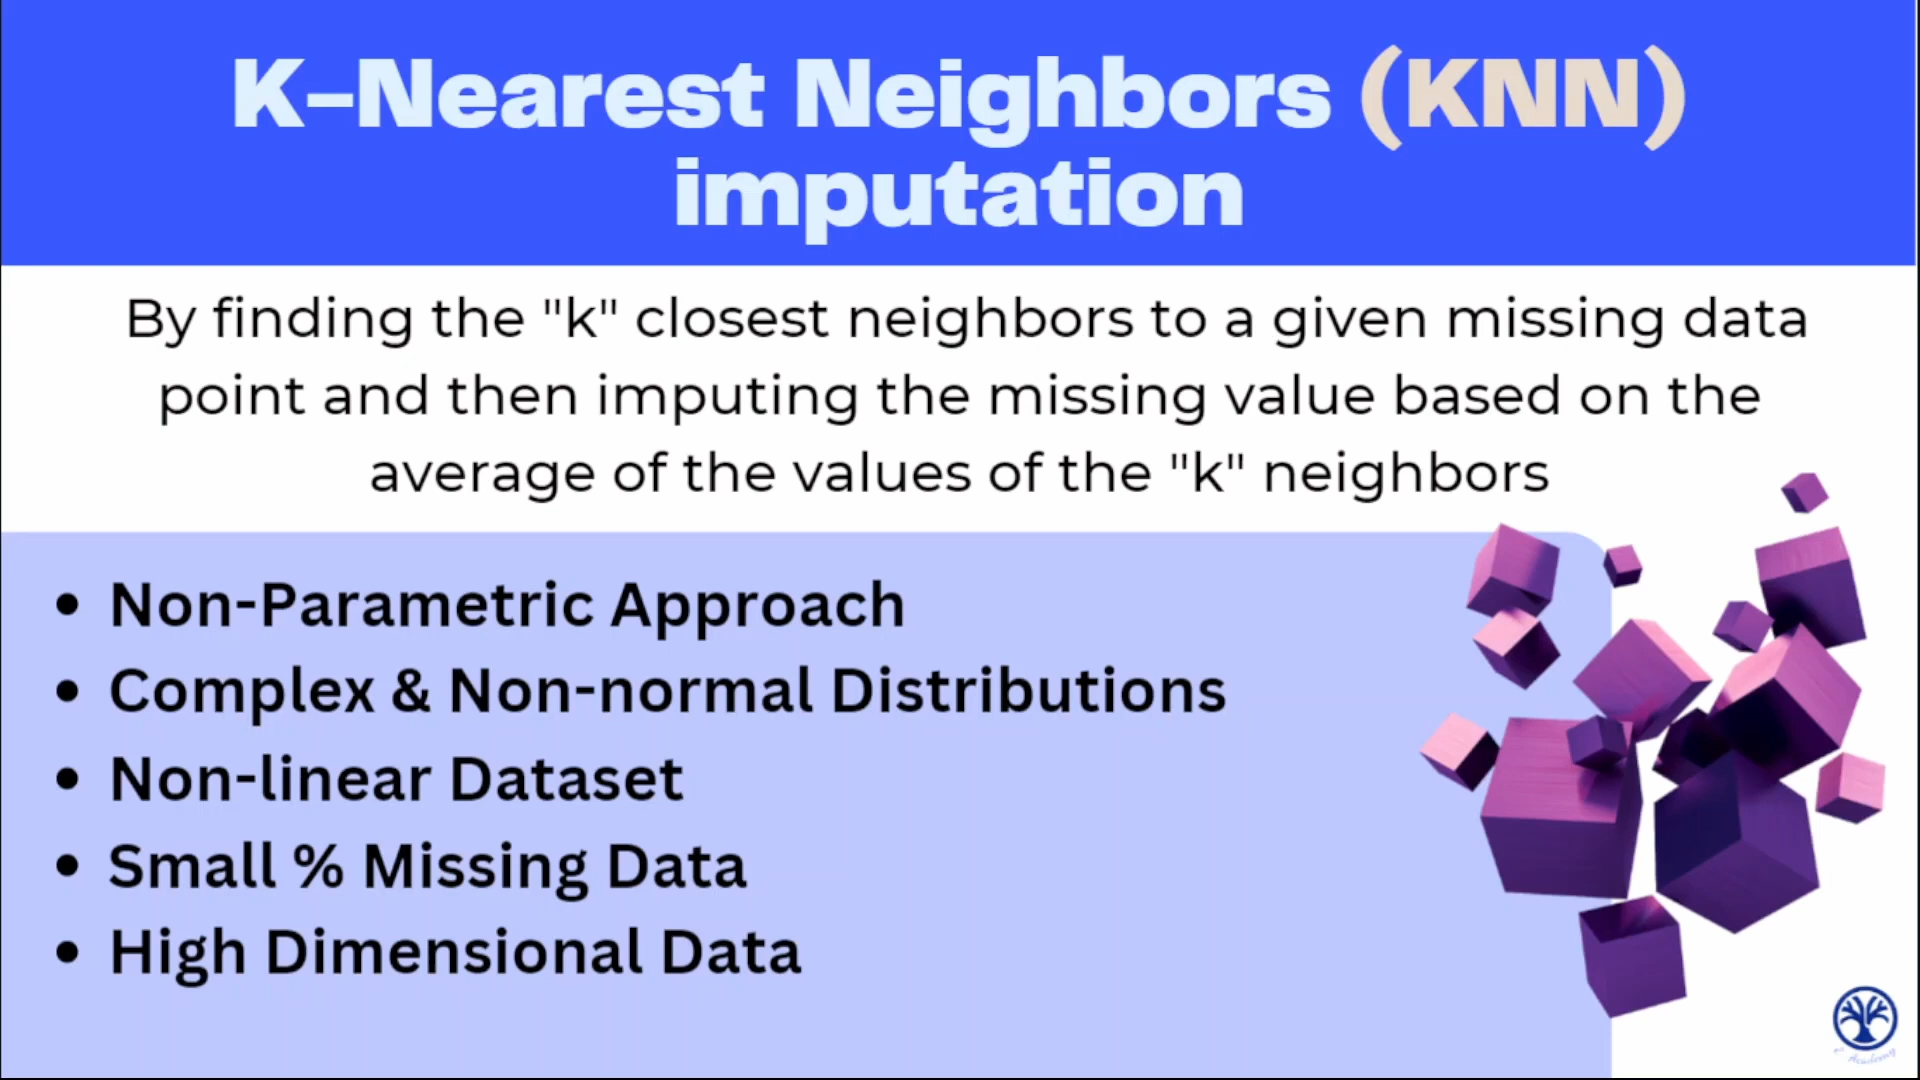 K–Nearest Neighbors (KNN)
imputation
By finding the "k" closest neighbors to a given missing data
point and then imputing the missing value based on the
average of the values of the "k" neighbors
• Non-Parametric Approach
• Complex & Non-normal Distributions
• Non-linear Dataset
• Small % Missing Data
• High Dimensional Data
Academy